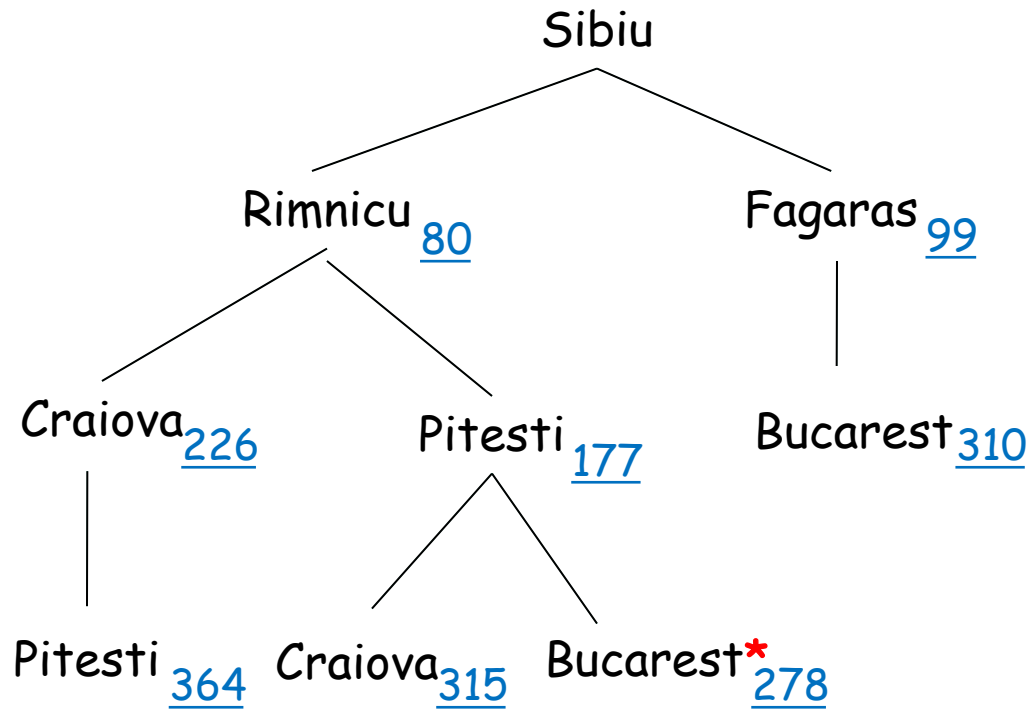 Sibiu
Rimnicu 80 Fagaras 99
Craiova 226 Pitesti 177 Bucarest 310
Pitesti 364 Craiova 315 Bucarest* 278